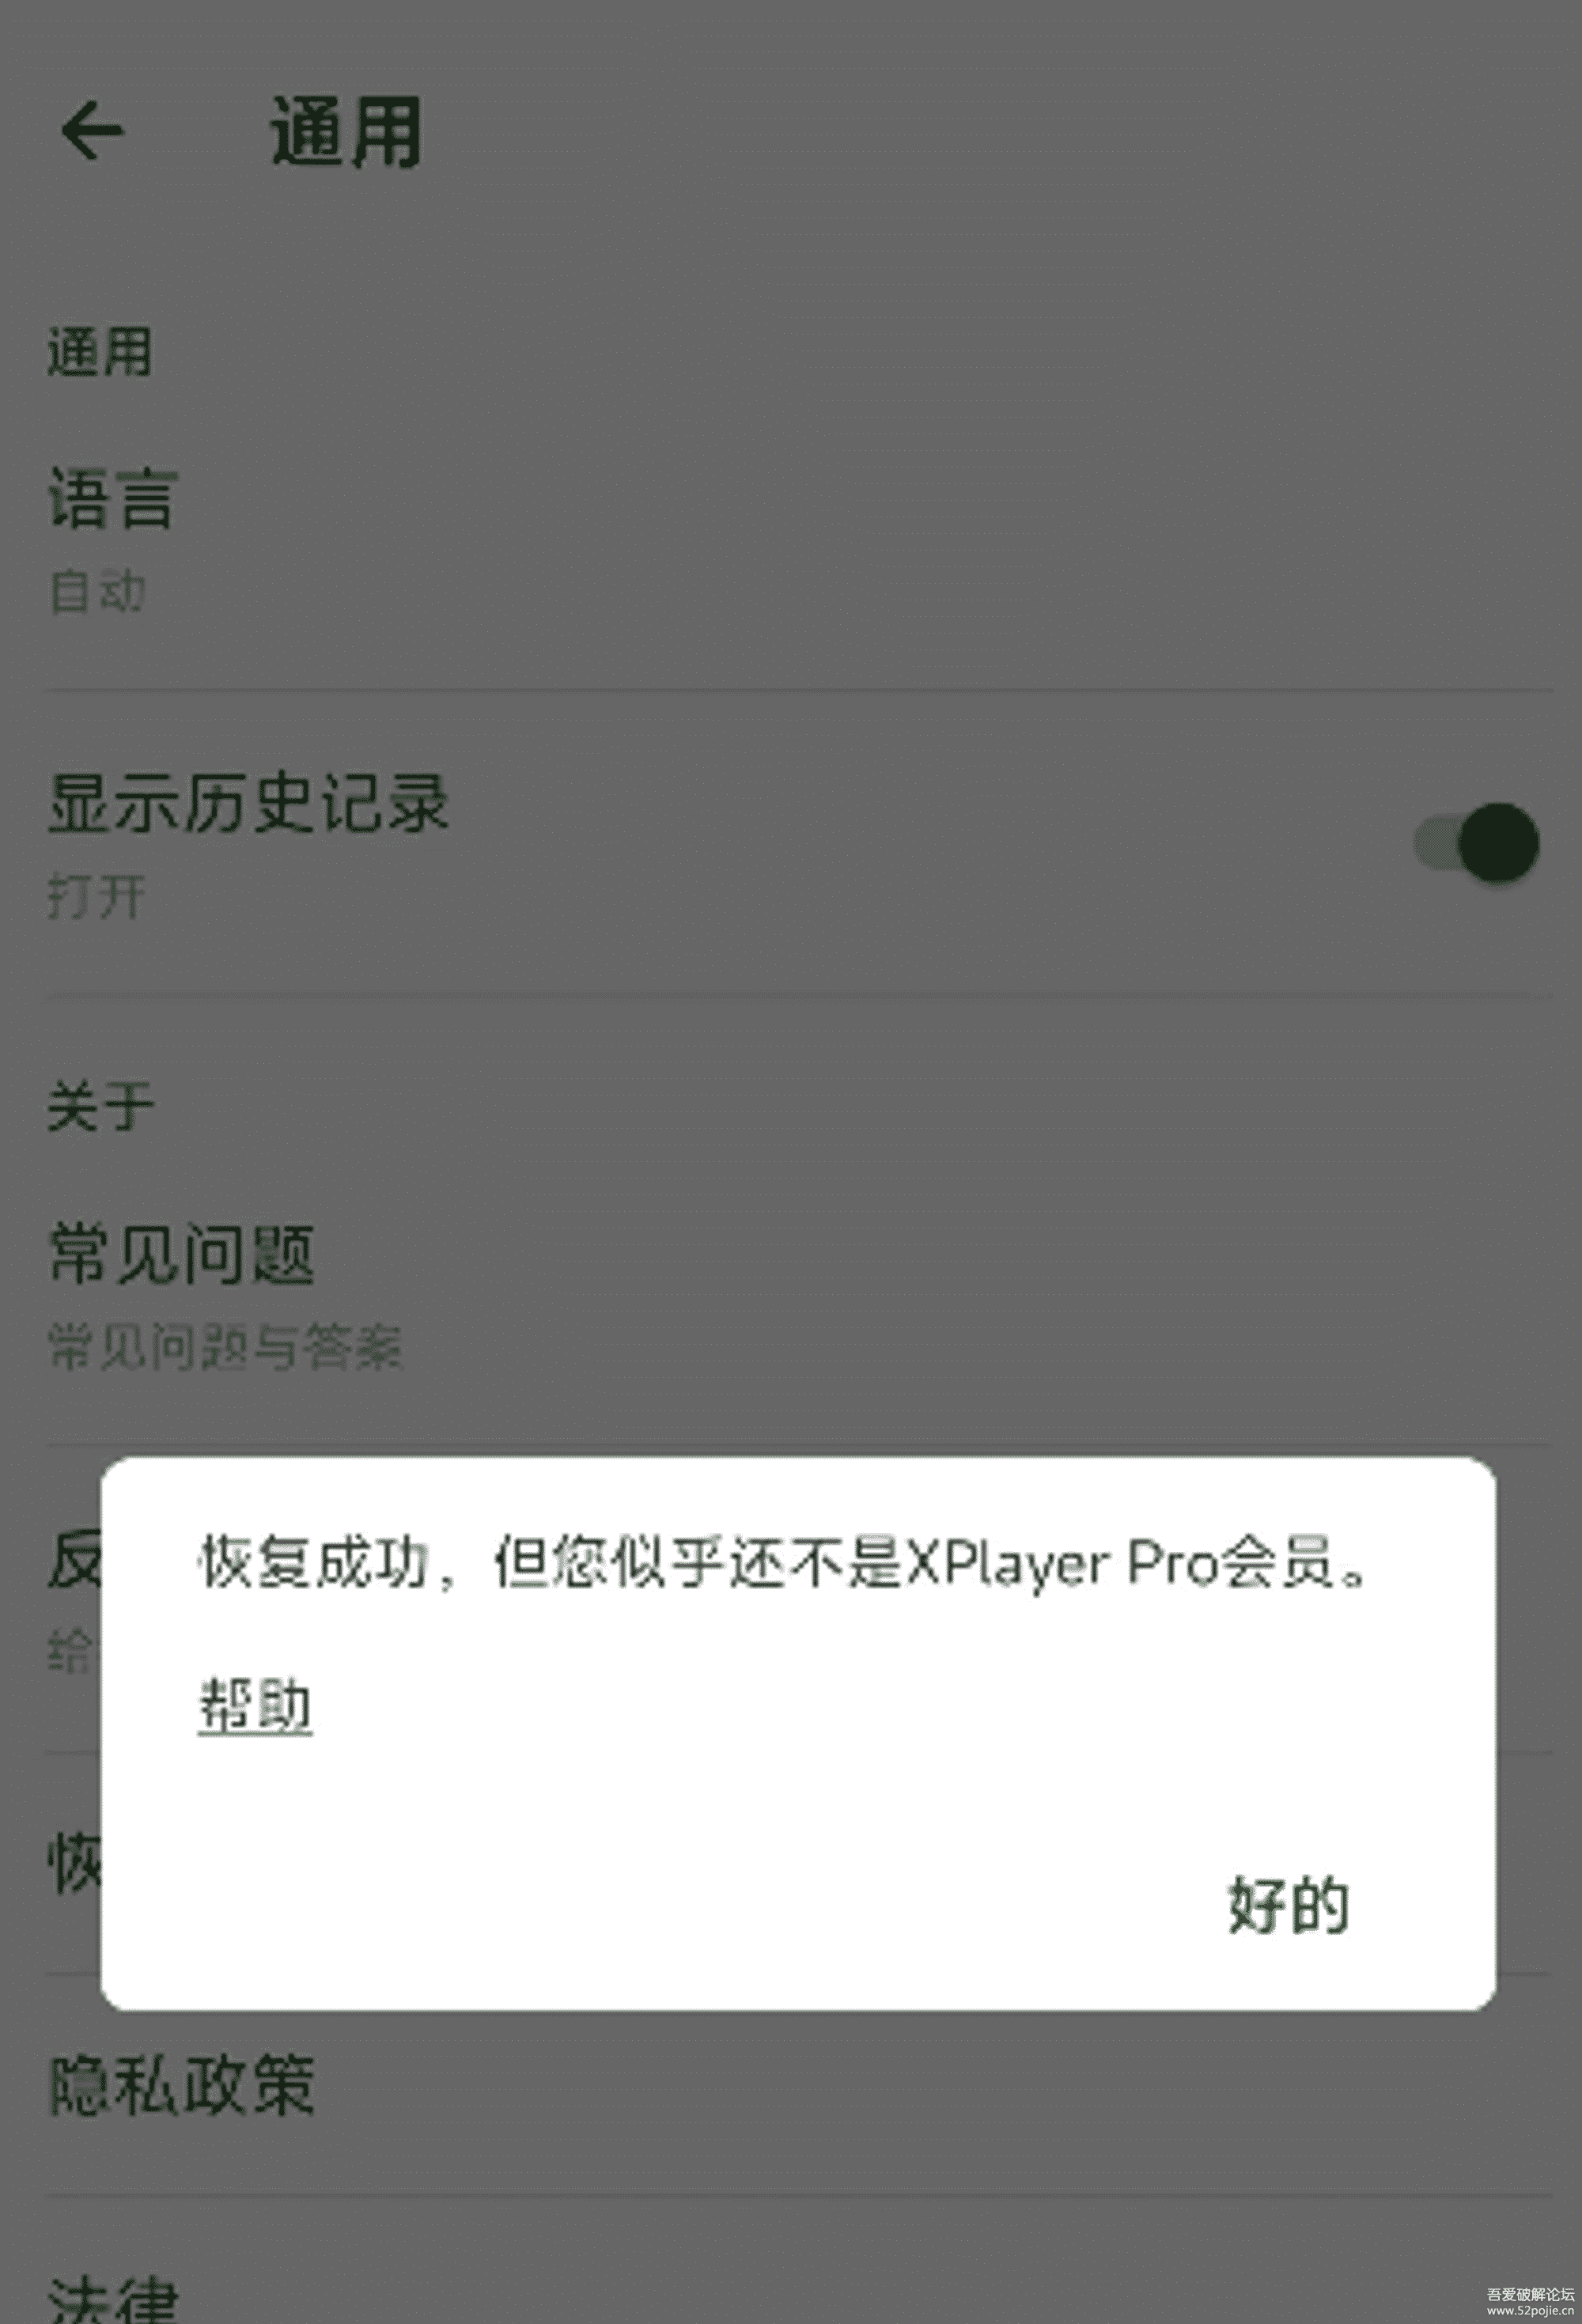 通用
通用
语言
自动
显示历史记录
打开
关于
常见问题
常见问题与答案
反
恢复成功，但您似乎还不是XPlayer Pro会员。
给
帮助
恢
好的
隐私政策
法律
吾爱破解论坛
www.52pojie.cn